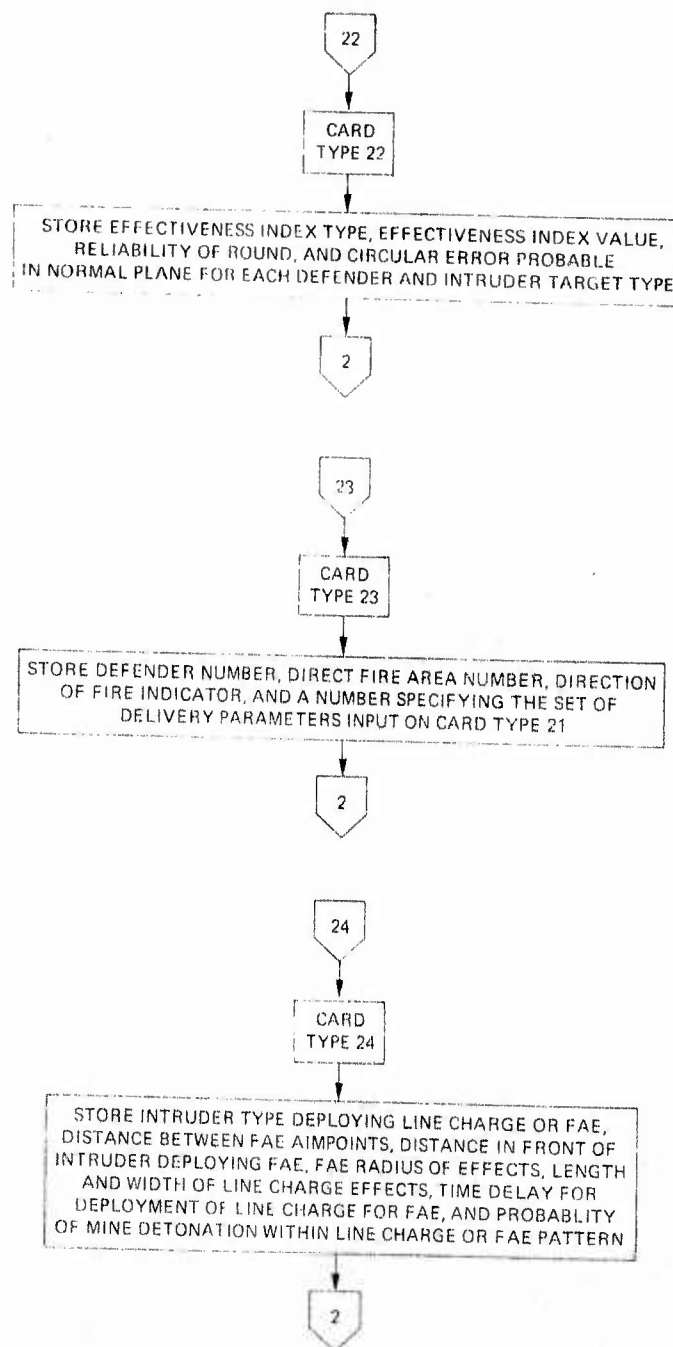 22
CARD
TYPE 22
STORE EFFECTIVENESS INDEX TYPE, EFFECTIVENESS INDEX VALUE,
RELIABILITY OF ROUND, AND CIRCULAR ERROR PROBABLE
IN NORMAL PLANE FOR EACH DEFENDER AND INTRUDER TARGET TYPE
2
23
CARD
TYPE 23
STORE DEFENDER NUMBER, DIRECT FIRE AREA NUMBER, DIRECTION
OF FIRE INDICATOR, AND A NUMBER SPECIFYING THE SET OF
DELIVERY PARAMETERS INPUT ON CARD TYPE 21
2
24
CARD
TYPE 24
STORE INTRUDER TYPE DEPLOYING LINE CHARGE OR FAE,
DISTANCE BETWEEN FAE AIMPOINTS, DISTANCE IN FRONT OF
INTRUDER DEPLOYING FAE, FAE RADIUS OF EFFECTS, LENGTH
AND WIDTH OF LINE CHARGE EFFECTS, TIME DELAY FOR
DEPLOYMENT OF LINE CHARGE FOR FAE, AND PROBABLITY
OF MINE DETONATION WITHIN LINE CHARGE OR FAE PATTERN
2